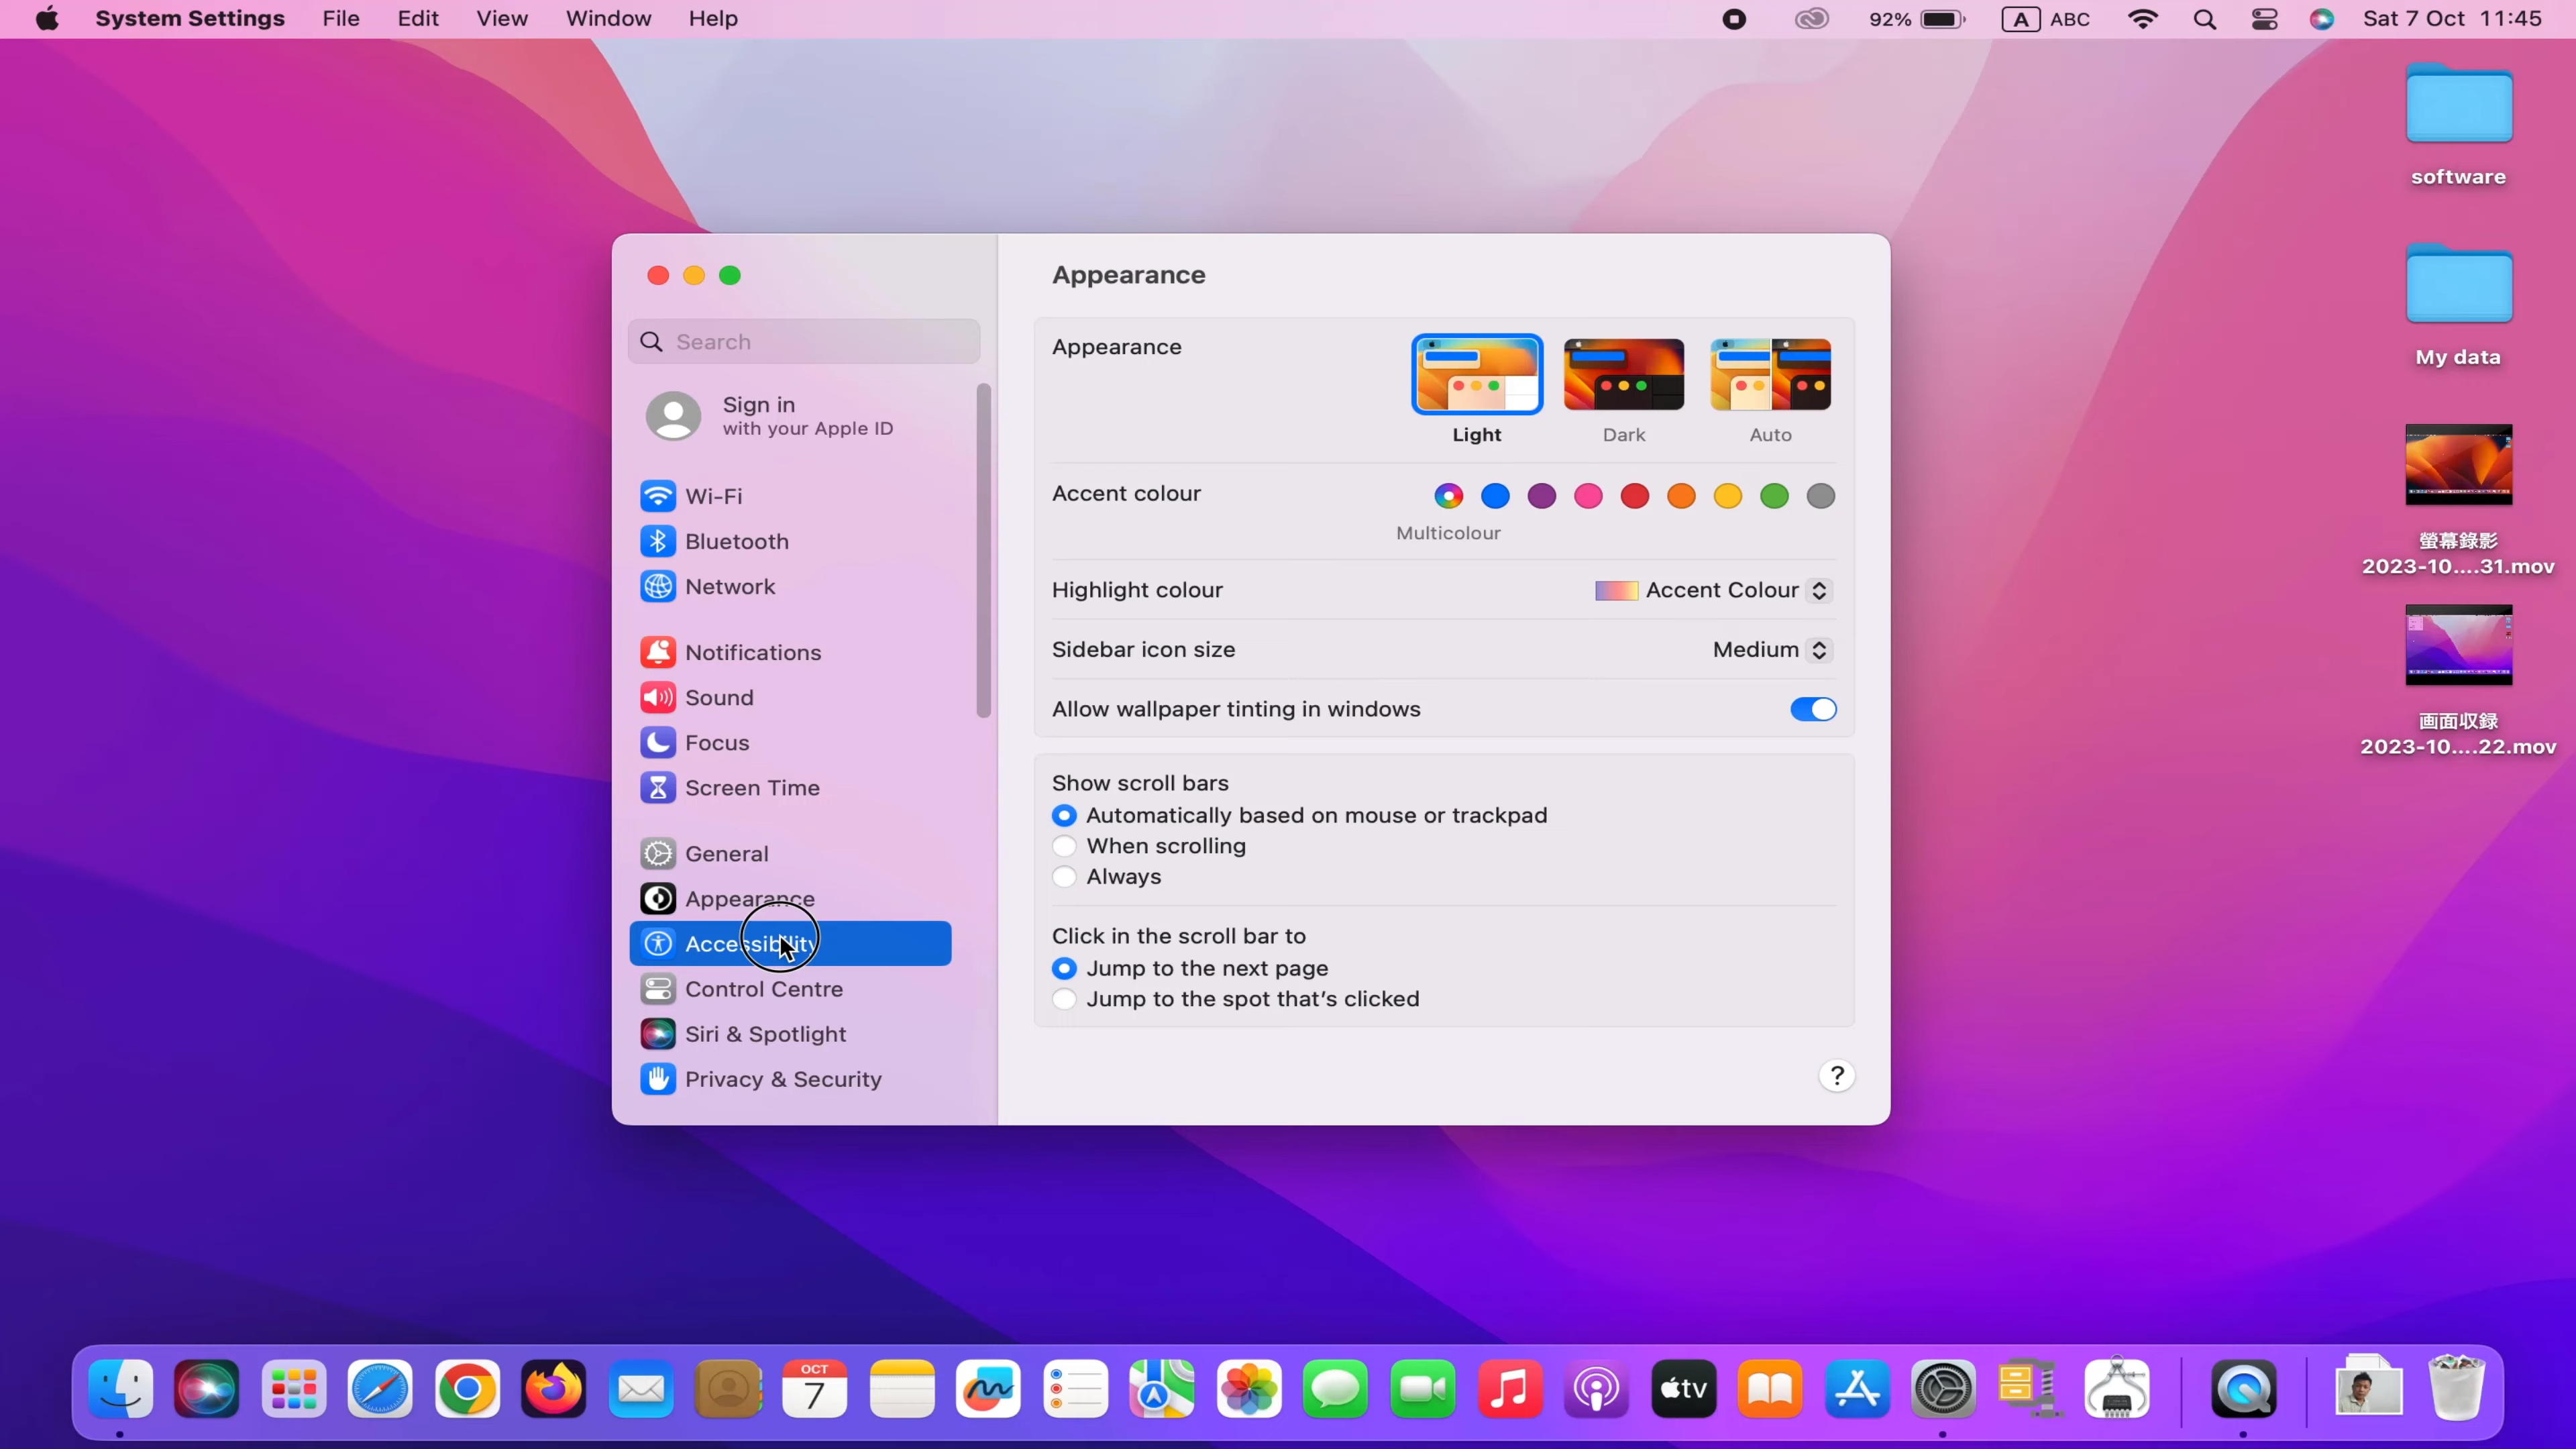 System Settings File Edit View Window Help 92% A ABC Sat 7 Oct 11:45
software
My data
螢幕錄影
2023-10....31.mov
画面収録
2023-10....22.mov
Search
Sign in
with your Apple ID
Wi-Fi
Bluetooth
Network
Notifications
Sound
Focus
Screen Time
General
Appearance
Accessibility
Control Centre
Siri & Spotlight
Privacy & Security
Appearance
Appearance
Light Dark Auto
Accent colour
Multicolour
Highlight colour Accent Colour
Sidebar icon size Medium
Allow wallpaper tinting in windows
Show scroll bars
Automatically based on mouse or trackpad
When scrolling
Always
Click in the scroll bar to
Jump to the next page
Jump to the spot that's clicked
?
OCT
7
tv